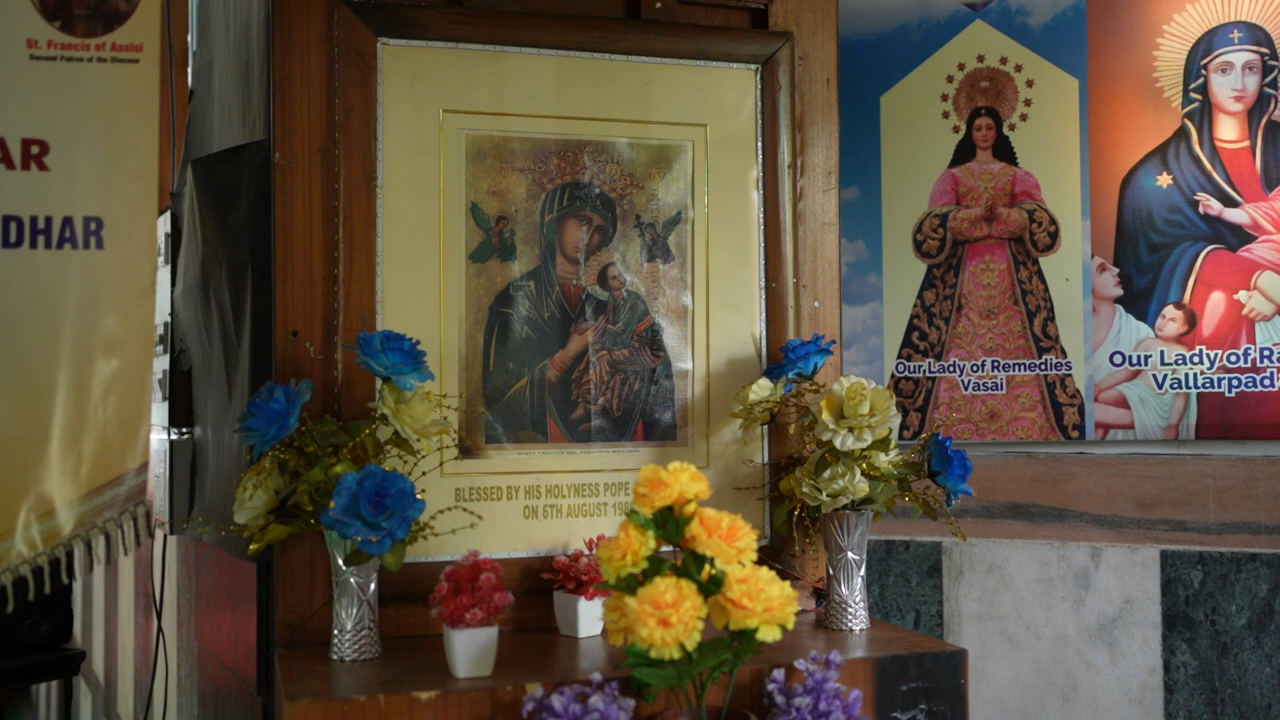 St. Francis of Assisi
Second Patron of the Diocese
AR
DHAR
BLESSED BY HIS HOLYNESS POPE
ON 6TH AUGUST 198
Our Lady of Remedies
Vasai
Our Lady of Ra
Vallarpad